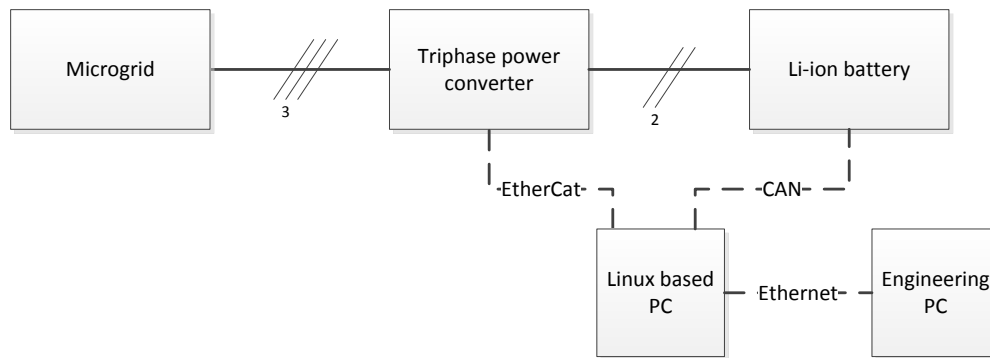 Microgrid
3
Triphase power
converter
2
Li-ion battery
EtherCat
CAN
Linux based
PC
Ethernet
Engineering
PC